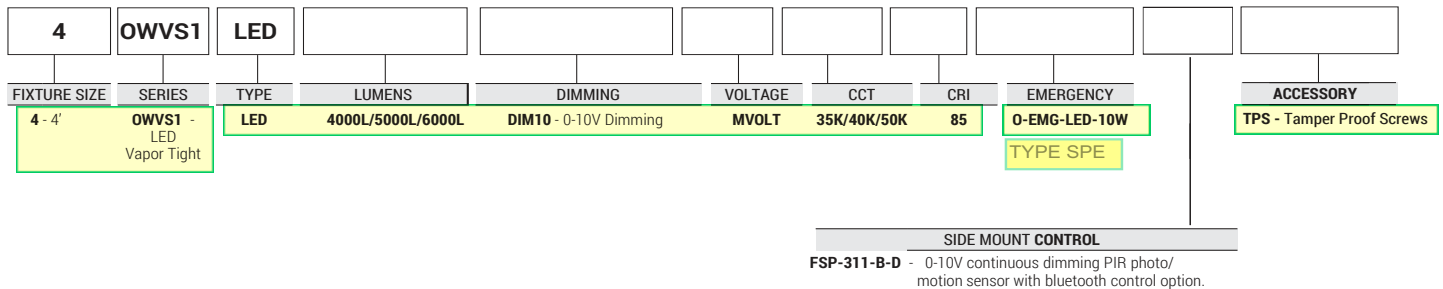 4 OWVS1 LED
FIXTURE SIZE SERIES TYPE LUMENS DIMMING VOLTAGE CCT CRI EMERGENCY ACCESSORY
4 - 4' OWVS1 - LED 4000L/5000L/6000L DIM10 - 0-10V Dimming MVOLT 35K/40K/50K 85 O-EMG-LED-10W TPS - Tamper Proof Screws
LED
Vapor Tight
TYPE SPE
SIDE MOUNT CONTROL
FSP-311-B-D - 0-10V continuous dimming PIR photo/
motion sensor with bluetooth control option.